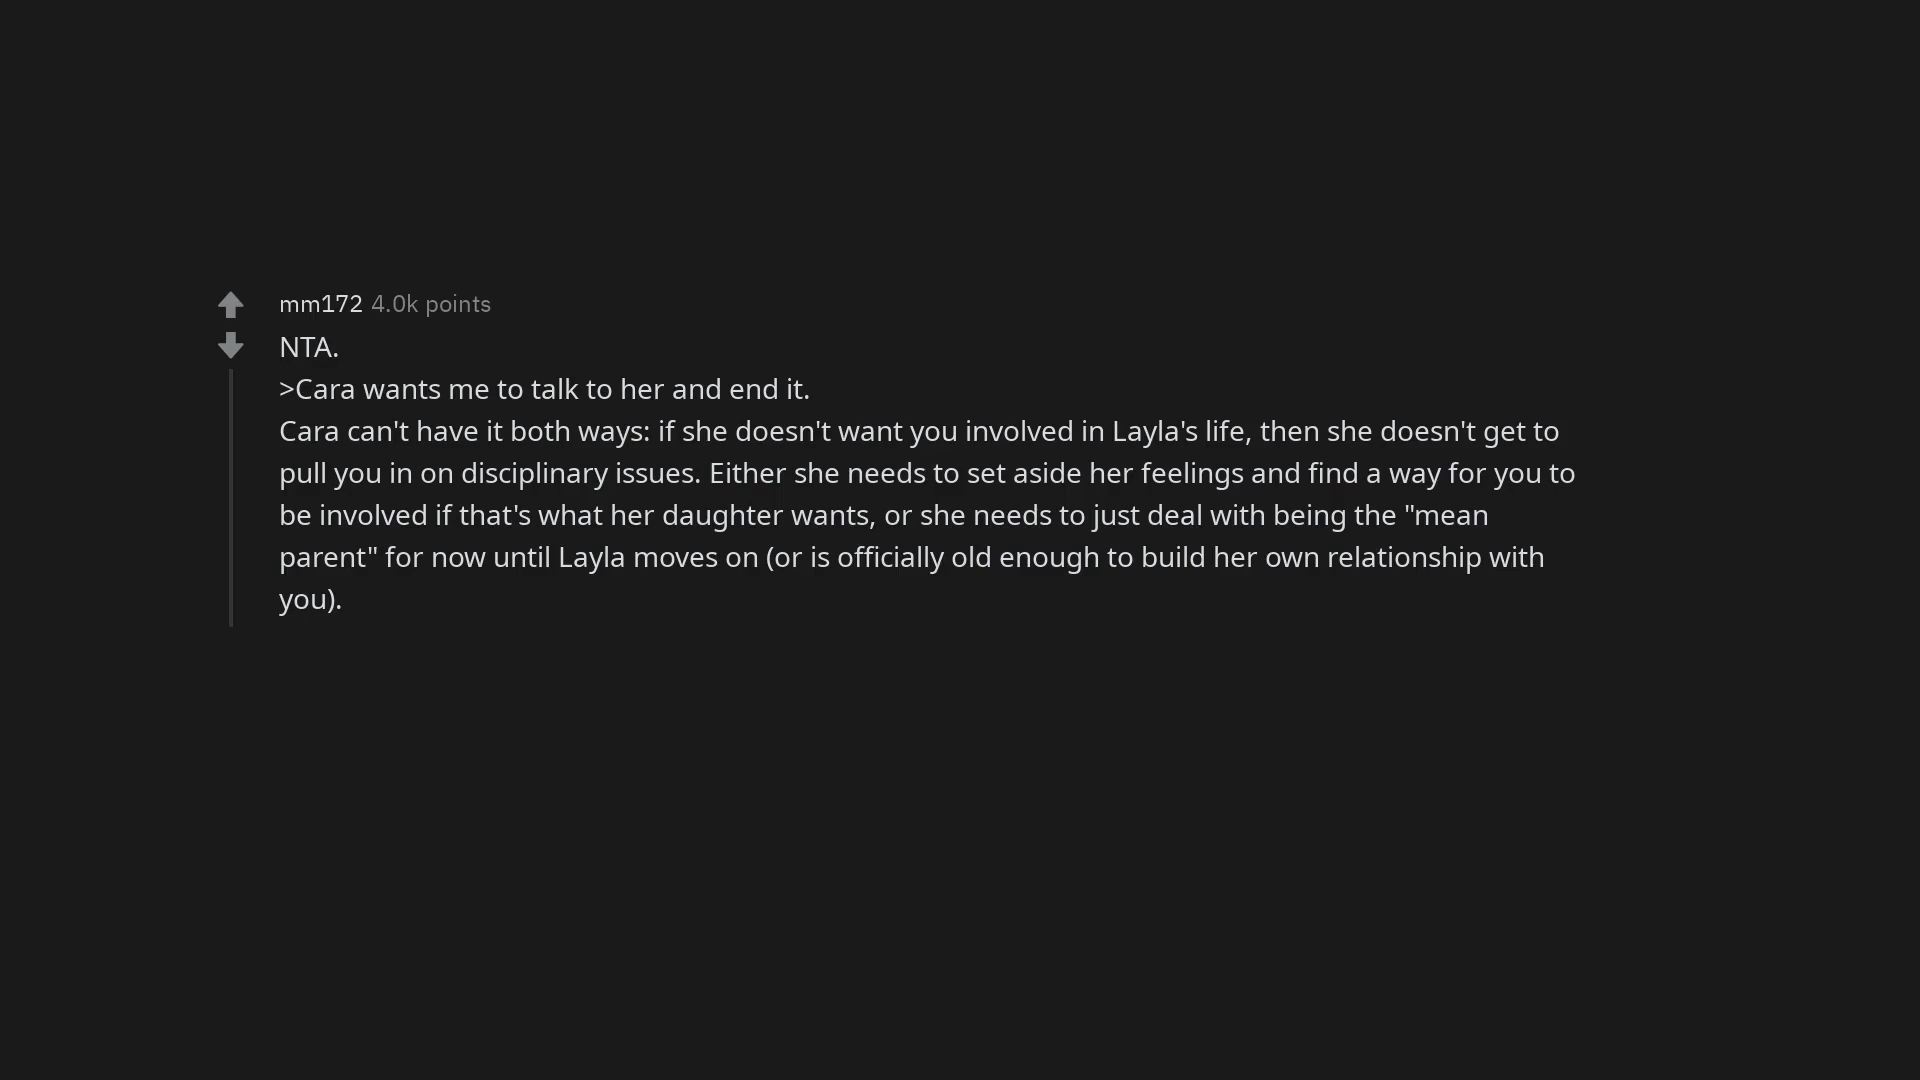 mm172 4.0k points
NTA.
>Cara wants me to talk to her and end it.
Cara can't have it both ways: if she doesn't want you involved in Layla's life, then she doesn't get to
pull you in on disciplinary issues. Either she needs to set aside her feelings and find a way for you to
be involved if that's what her daughter wants, or she needs to just deal with being the "mean
parent" for now until Layla moves on (or is officially old enough to build her own relationship with
you).